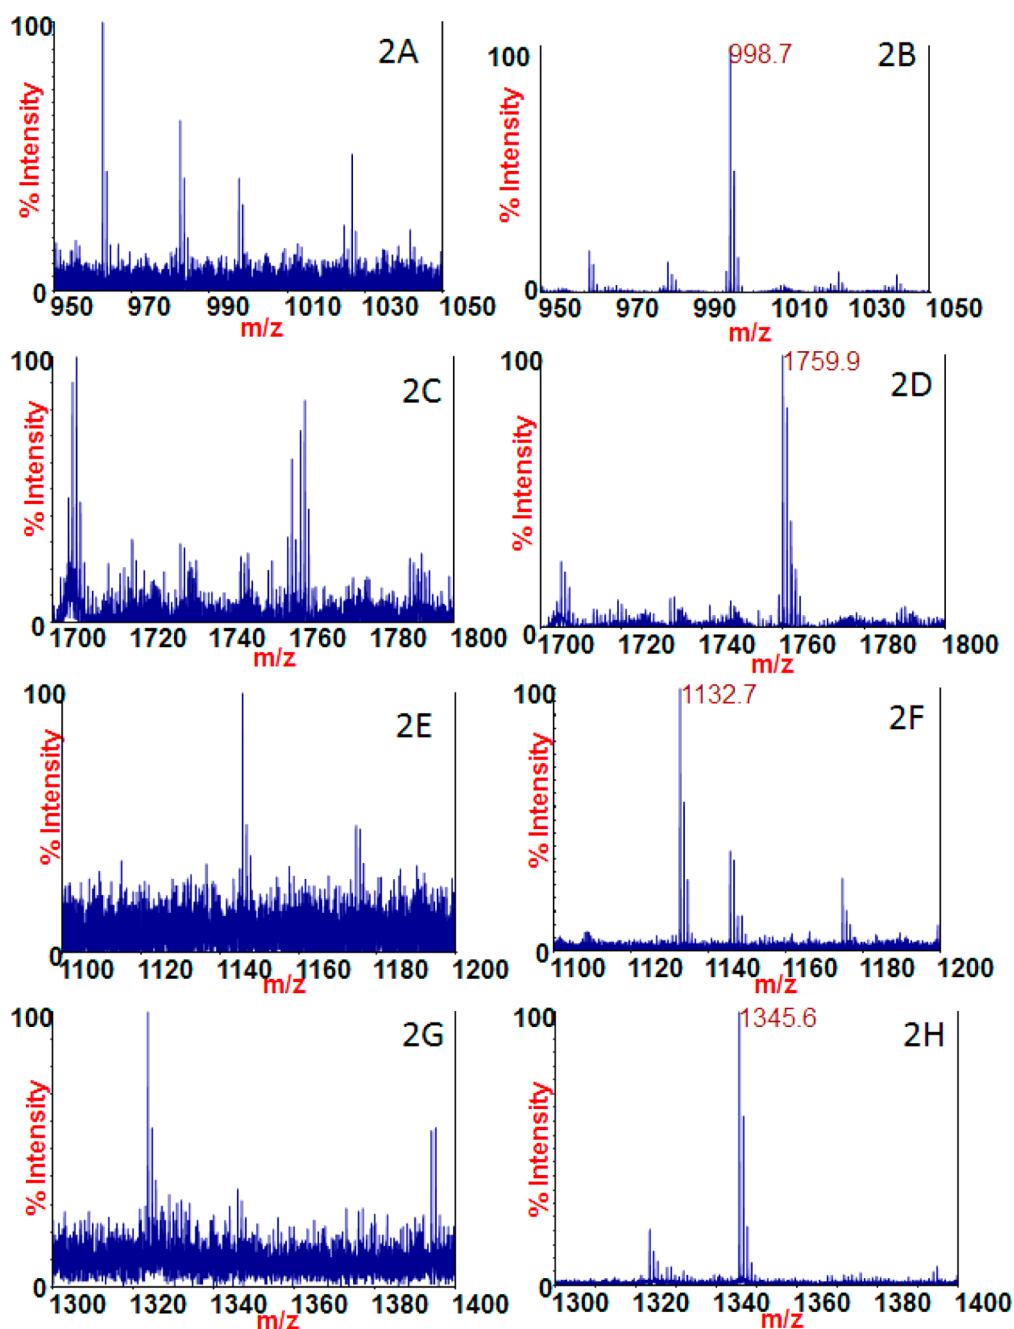 100
2A
% Intensity
0
950 970 990 1010 1030 1050
m/z
100
998.7
2B
% Intensity
0
950 970 990 1010 1030 1050
m/z
100
2C
% Intensity
0
1700 1720 1740 1760 1780 1800
m/z
100
1759.9
2D
% Intensity
0
1700 1720 1740 1760 1780 1800
m/z
100
2E
% Intensity
0
1100 1120 1140 1160 1180 1200
m/z
100
1132.7
2F
% Intensity
0
1100 1120 1140 1160 1180 1200
m/z
100
2G
% Intensity
0
1300 1320 1340 1360 1380 1400
m/z
100
1345.6
2H
% Intensity
0
1300 1320 1340 1360 1380 1400
m/z